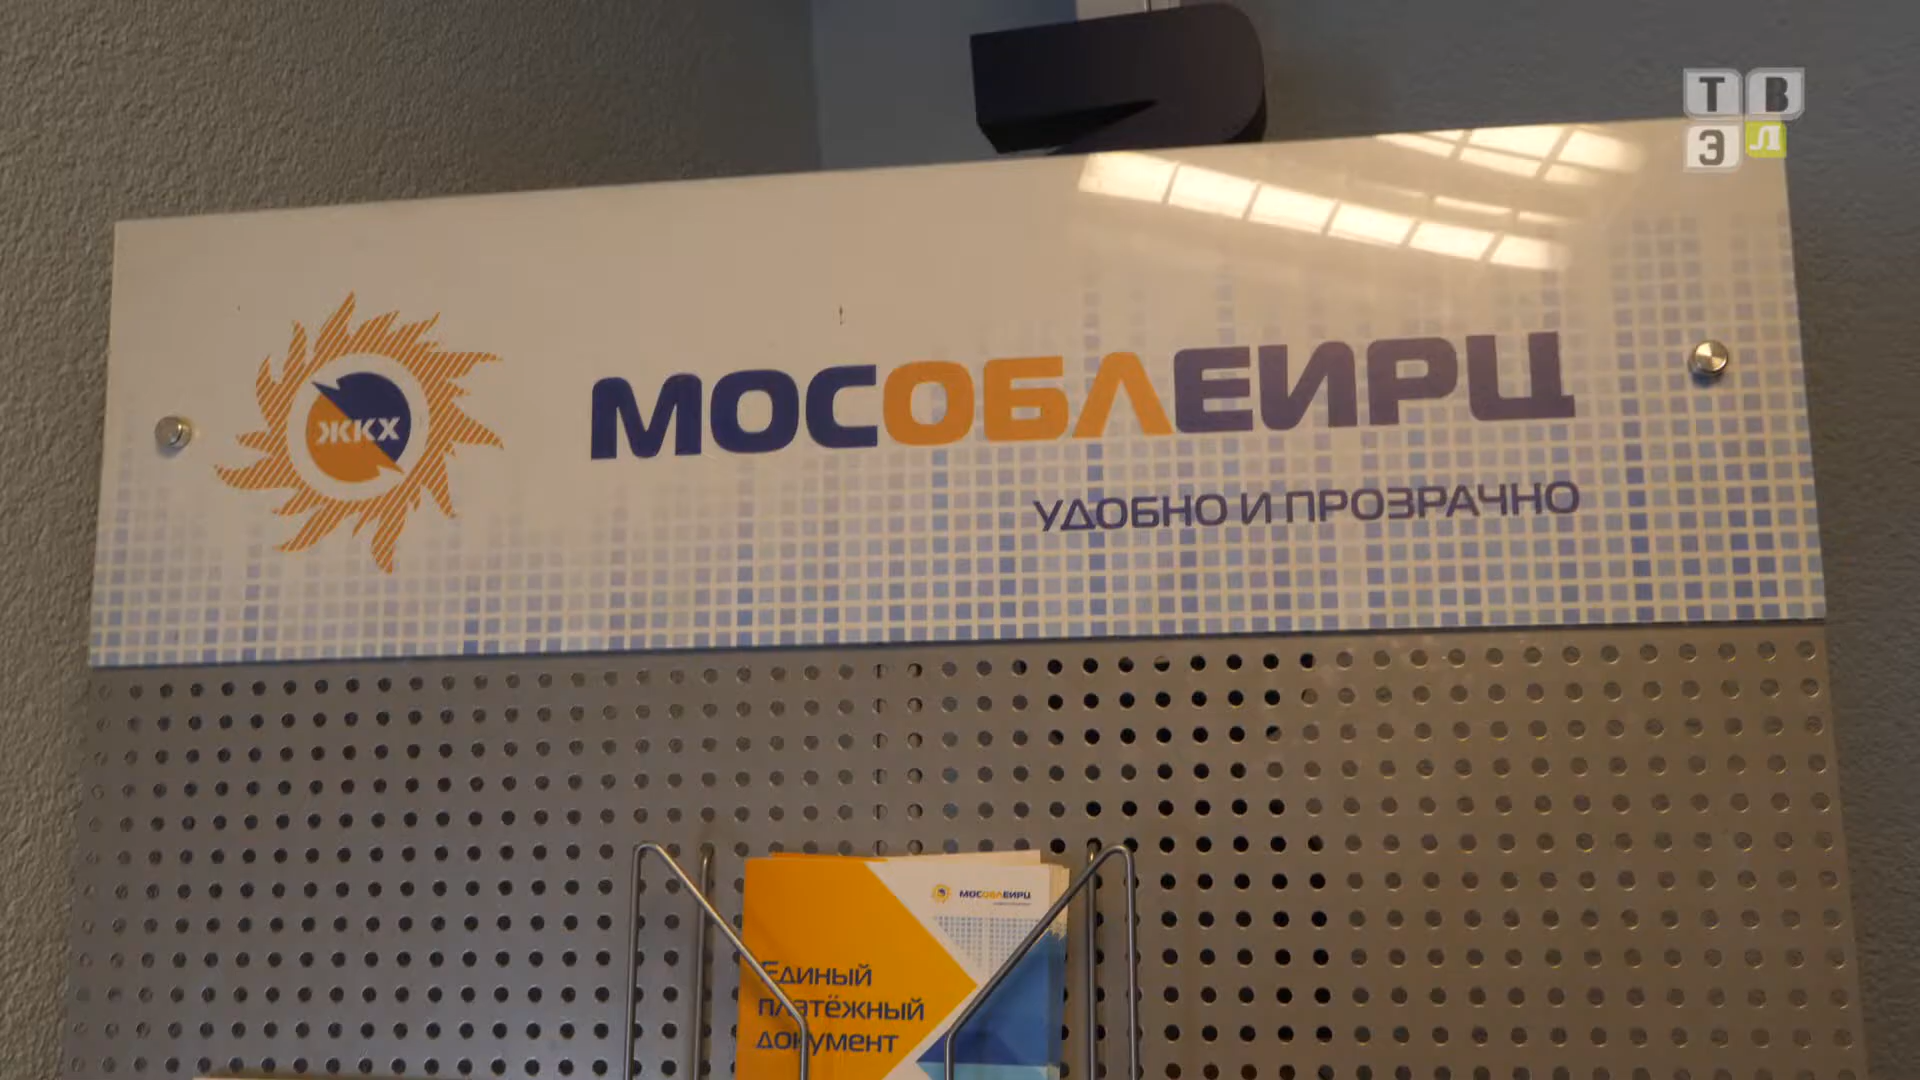 ТВ
ЭЛ
ЖКХ
МОСОБЛЕИРЦ
УДОБНО И ПРОЗРАЧНО
МОСОБЛЕИРЦ
Единый
платёжный
документ